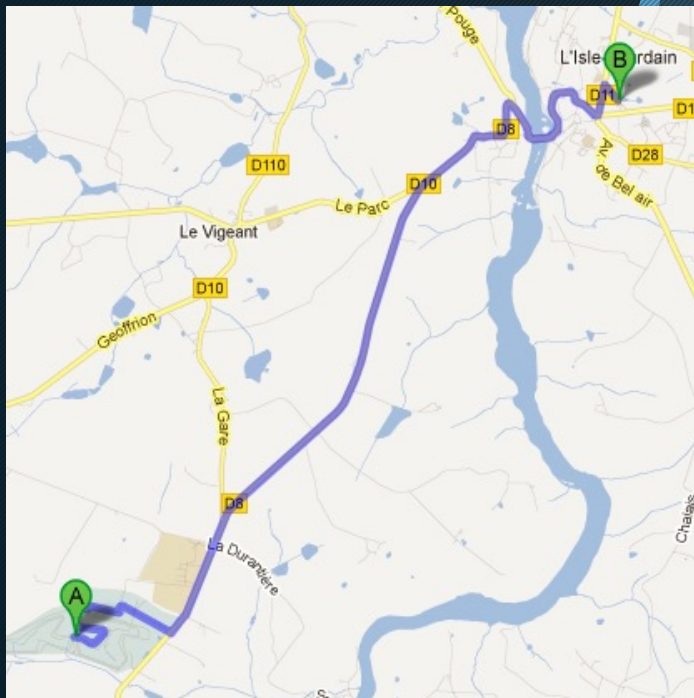 Pouge
L'Isle-Jourdain
B
D11
D1
D8
D28
Av. de Bel air
D110
D10
Le Parc
Le Vigeant
D10
Geoffrion
La Gare
D8
La Durantière
Chalais
A